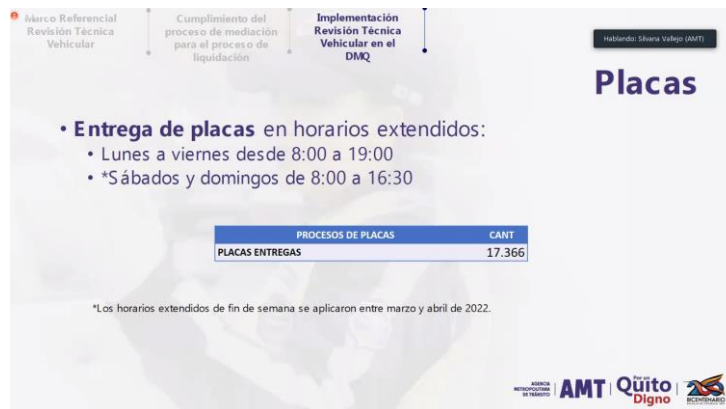 Marco Referencial
Revisión Técnica
Vehicular
Cumplimiento del
proceso de mediación
para el proceso de
liquidación
Implementación
Revisión Técnica
Vehicular en el
DMQ
Hablando: Silvana Vallejo (AMT)
Placas
• Entrega de placas en horarios extendidos:
• Lunes a viernes desde 8:00 a 19:00
• *Sábados y domingos de 8:00 a 16:30
PROCESOS DE PLACAS CANT
PLACAS ENTREGAS 17.366
*Los horarios extendidos de fin de semana se aplicaron entre marzo y abril de 2022.
AGENCIA
METROPOLITANA
DE TRÁNSITO
AMT
Por un
Quito
Digno
BICENTENARIO